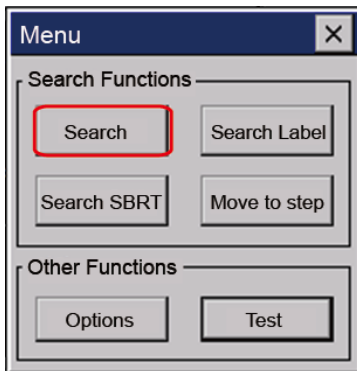 Menu
Search Functions
Search
Search Label
Search SBRT
Move to step
Other Functions
Options
Test